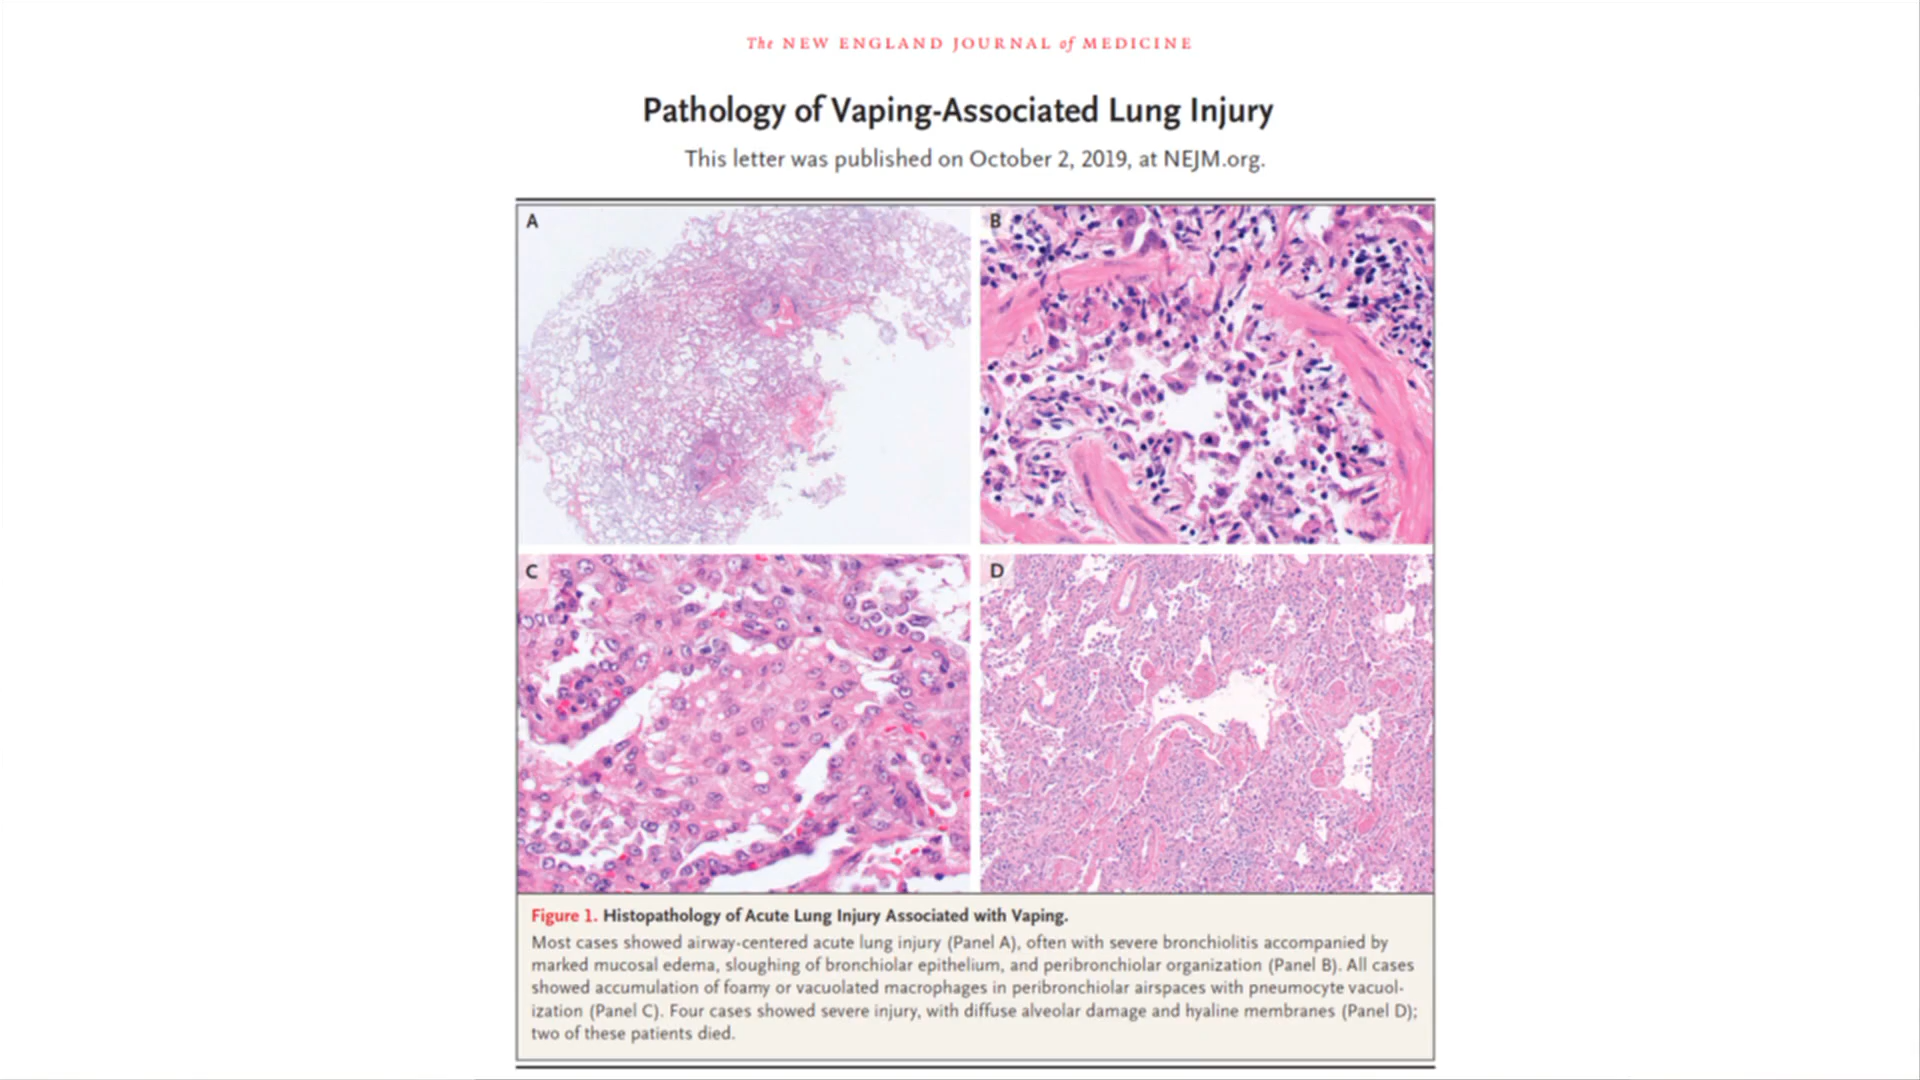 The NEW ENGLAND JOURNAL of MEDICINE
Pathology of Vaping-Associated Lung Injury
This letter was published on October 2, 2019, at NEJM.org.
A
B
C
D
Figure 1. Histopathology of Acute Lung Injury Associated with Vaping.
Most cases showed airway-centered acute lung injury (Panel A), often with severe bronchiolitis accompanied by
marked mucosal edema, sloughing of bronchiolar epithelium, and peribronchiolar organization (Panel B). All cases
showed accumulation of foamy or vacuolated macrophages in peribronchiolar airspaces with pneumocyte vacuol-
ization (Panel C). Four cases showed severe injury, with diffuse alveolar damage and hyaline membranes (Panel D);
two of these patients died.